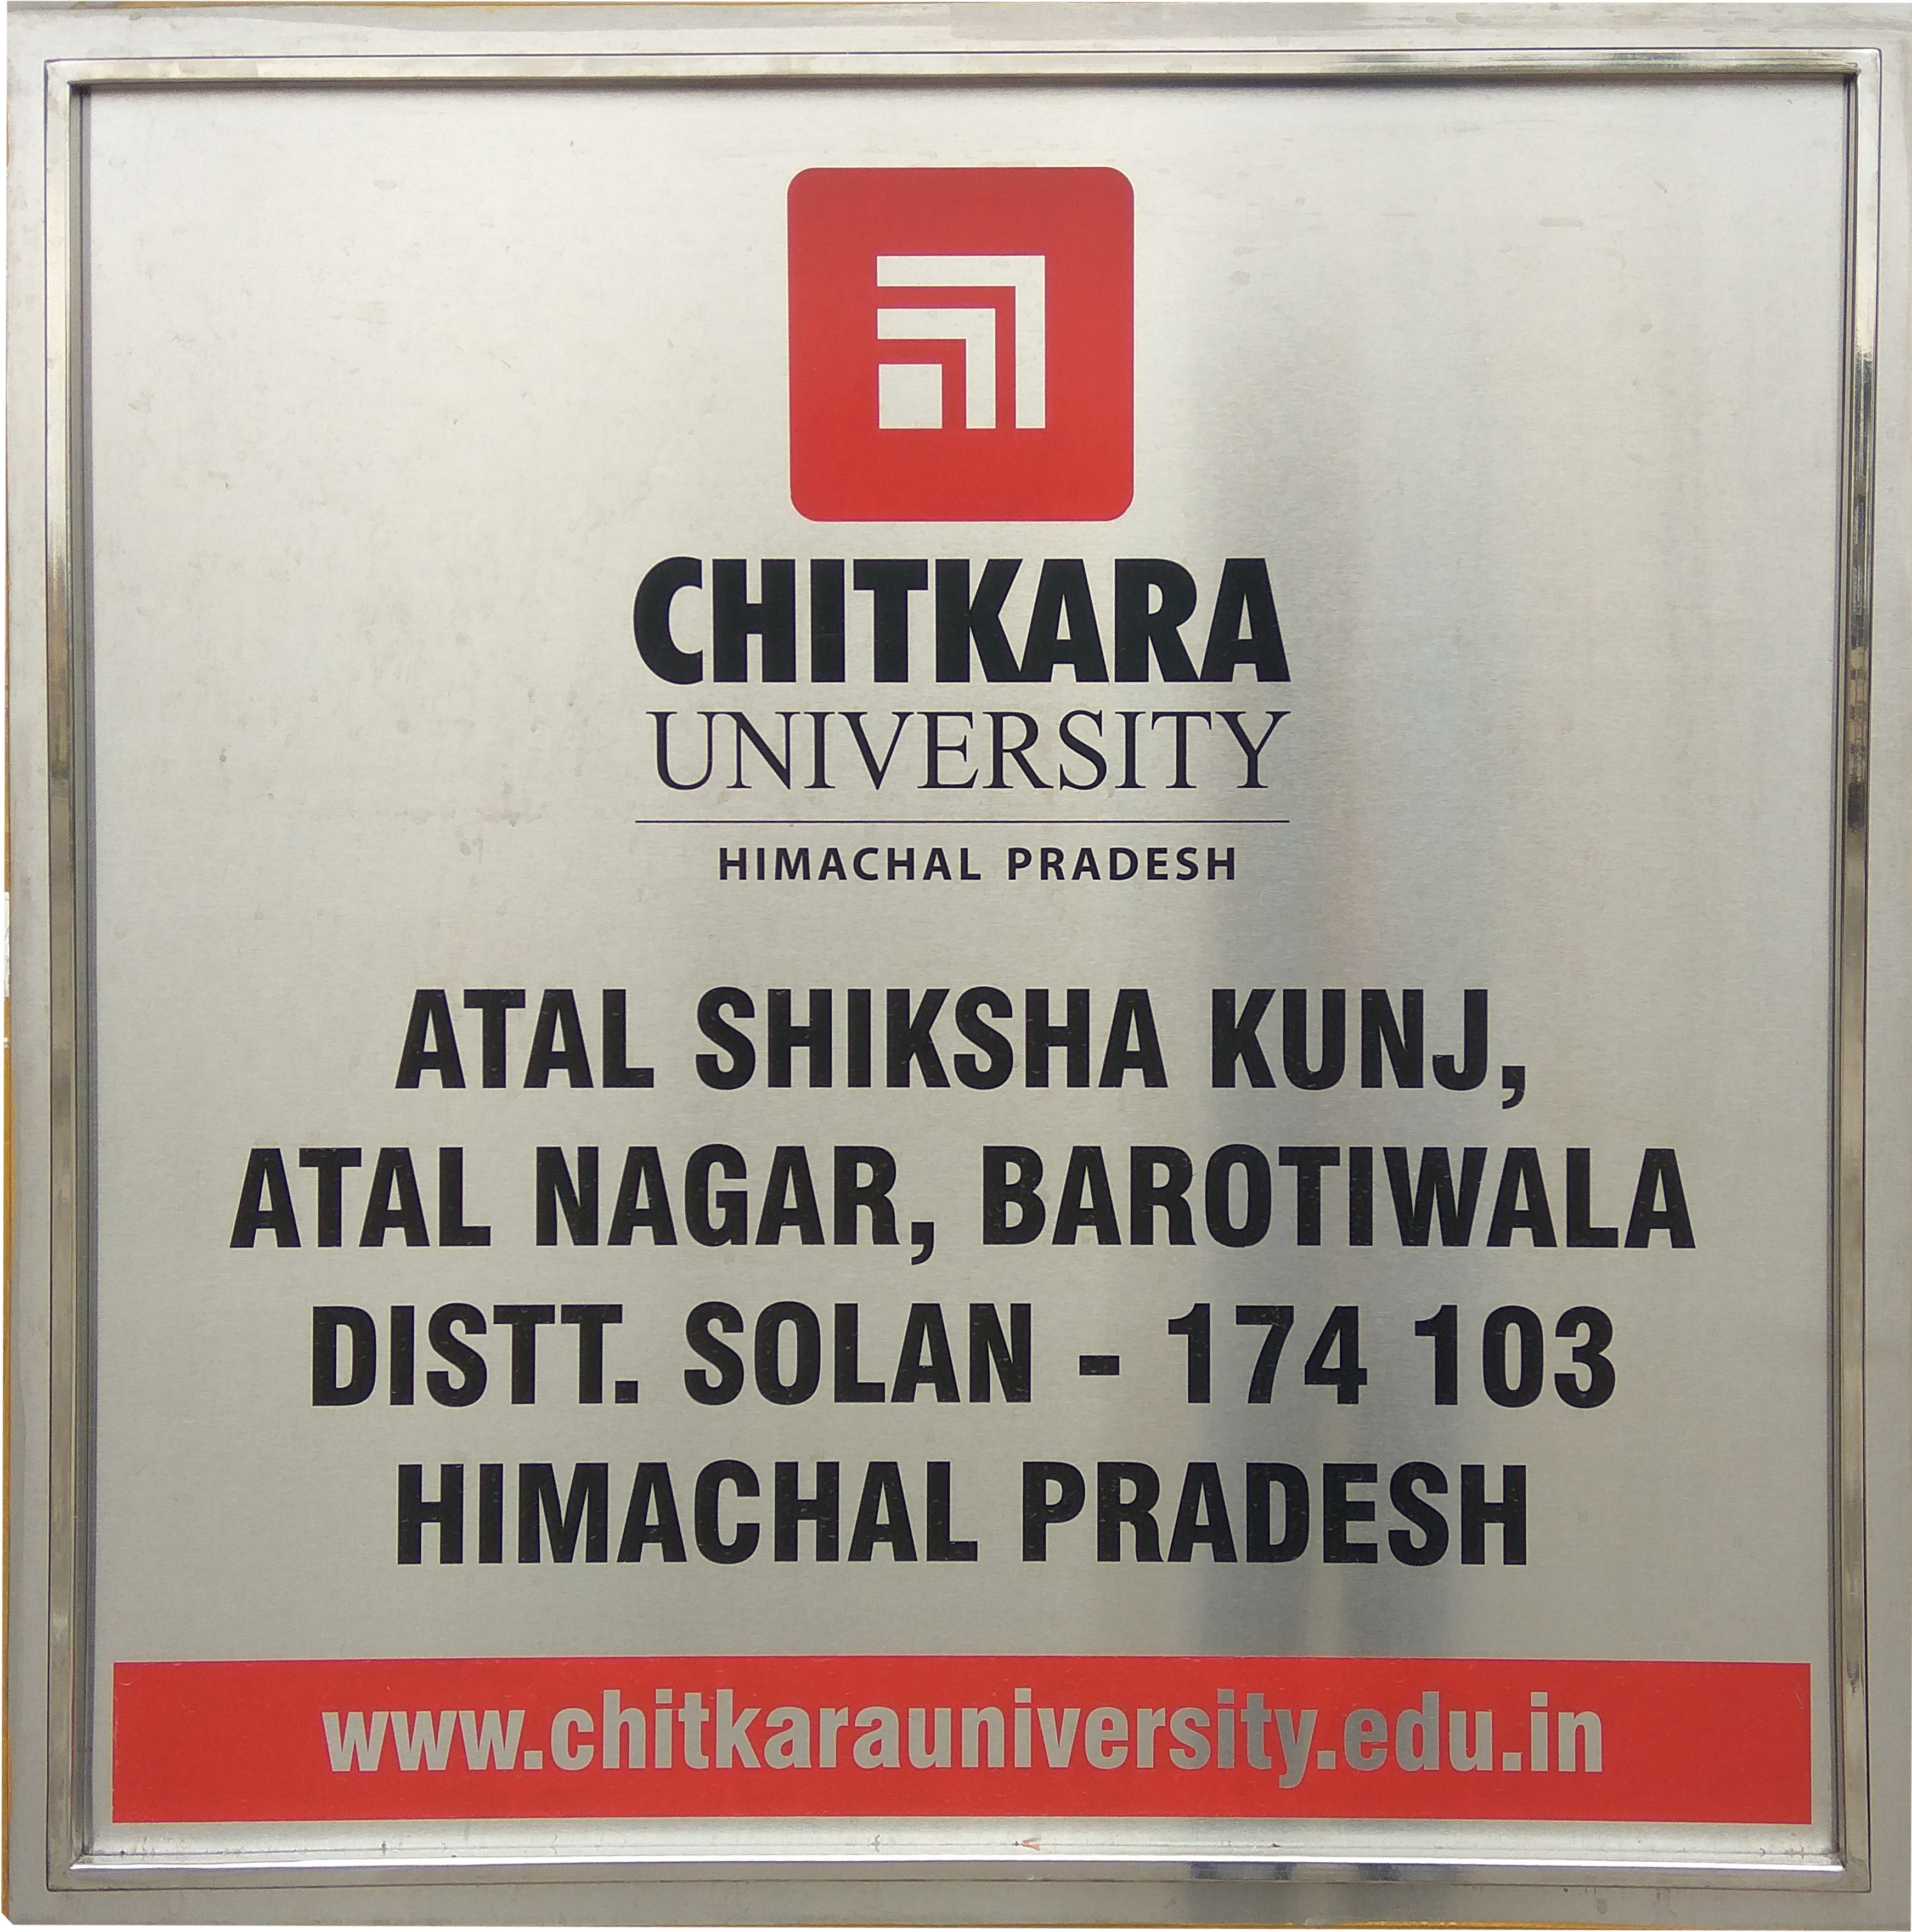 CHITKARA
UNIVERSITY
HIMACHAL PRADESH
ATAL SHIKSHA KUNJ,
ATAL NAGAR, BAROTIWALA
DISTT. SOLAN - 174 103
HIMACHAL PRADESH
www.chitkarauniversity.edu.in